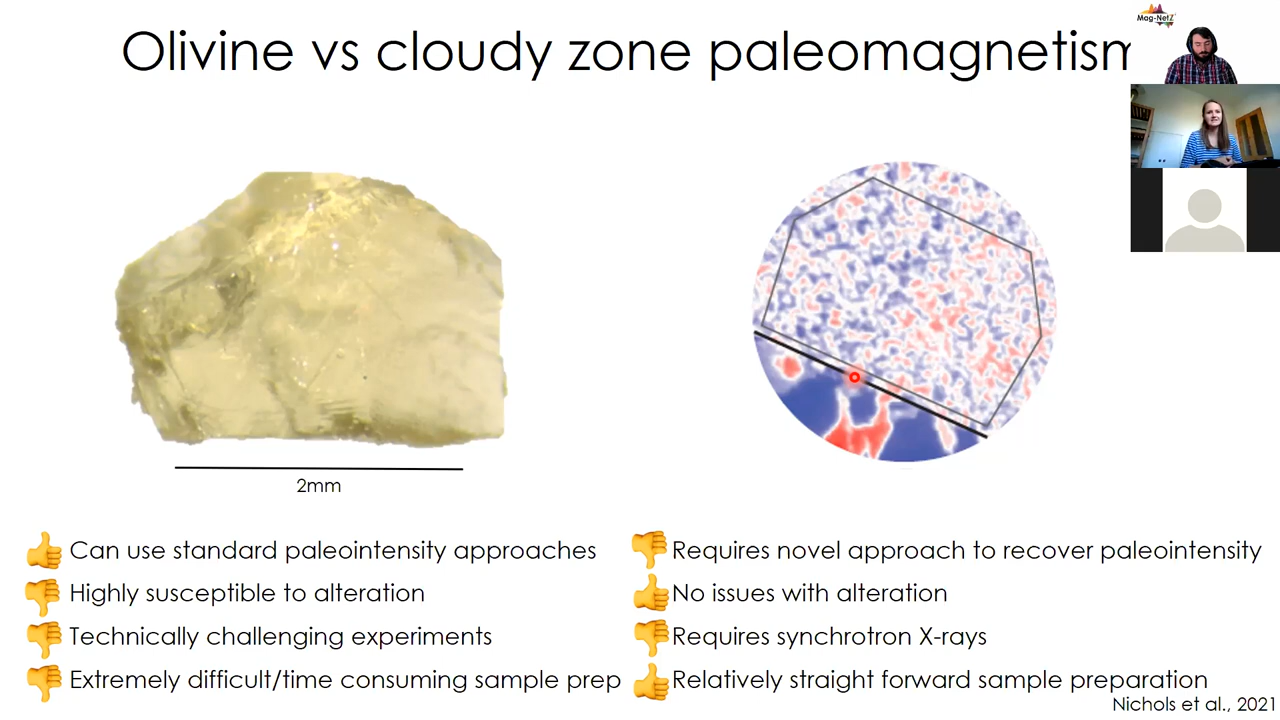 Olivine vs cloudy zone paleomagnetism
Mag-NetZ
2mm
Can use standard paleointensity approaches
Highly susceptible to alteration
Technically challenging experiments
Extremely difficult/time consuming sample prep
Requires novel approach to recover paleointensity
No issues with alteration
Requires synchrotron X-rays
Relatively straight forward sample preparation
Nichols et al., 2021